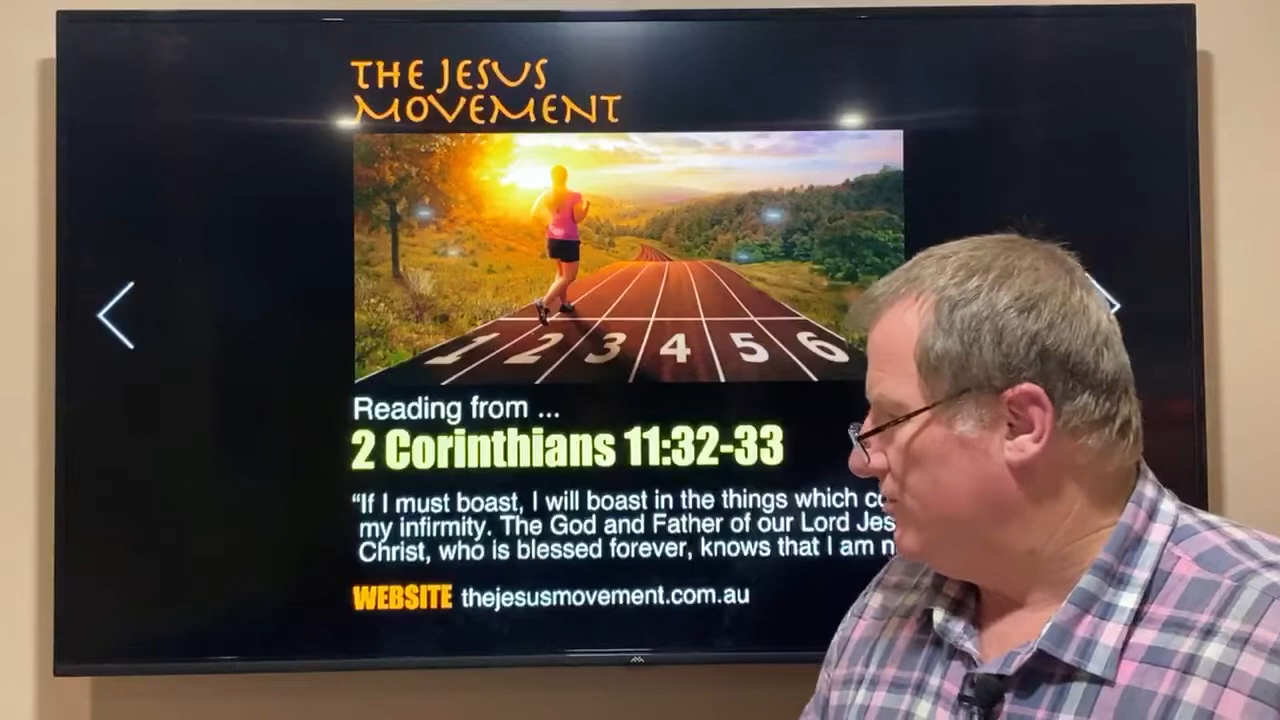 THE JESUS
MOVEMENT
1 2 3 4 5 6
Reading from ...
2 Corinthians 11:32-33
“If I must boast, I will boast in the things which
my infirmity. The God and Father of our Lord
Christ, who is blessed forever, knows that I am
WEBSITE thejesusmovement.com.au